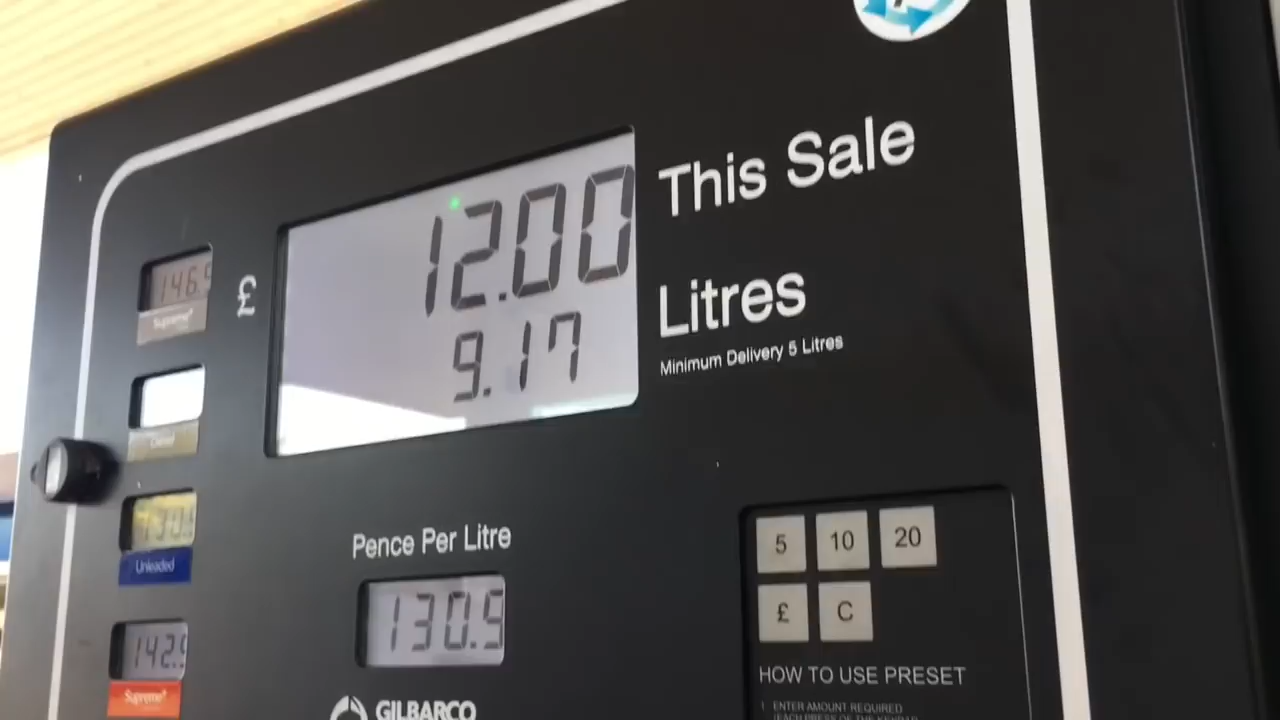 This Sale
£
12.00
Litres
9.17
Minimum Delivery 5 Litres
146.9
Supreme+
Diesel
130.9
Unleaded
142.9
Supreme+
Pence Per Litre
130.9
GILBARCO
5 10 20
£ C
HOW TO USE PRESET
1 ENTER AMOUNT REQUIRED